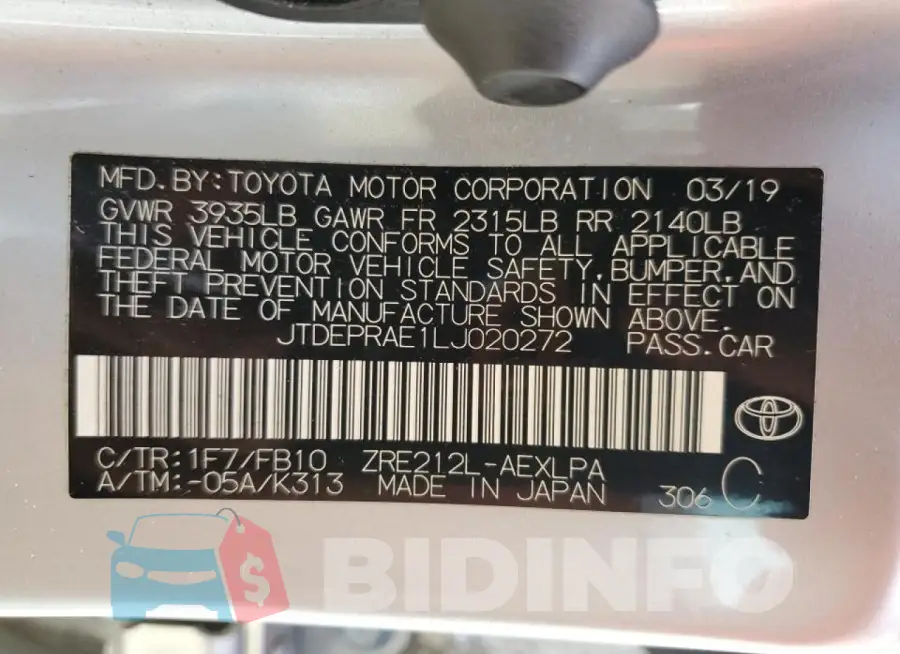 MFD.BY:TOYOTA MOTOR CORPORATION 03/19
GVWR 3935LB GAWR FR 2315LB RR 2140LB
THIS VEHICLE CONFORMS TO ALL APPLICABLE
FEDERAL MOTOR VEHICLE SAFETY,BUMPER,AND
THEFT PREVENTION STANDARDS IN EFFECT ON
THE DATE OF MANUFACTURE SHOWN ABOVE.
JTDEPRAE1LJ020272 PASS.CAR
C/TR:1F7/FB10 ZRE212L-AEXLPA
A/TM:-05A/K313 MADE IN JAPAN 306 C
$ BIDINFO